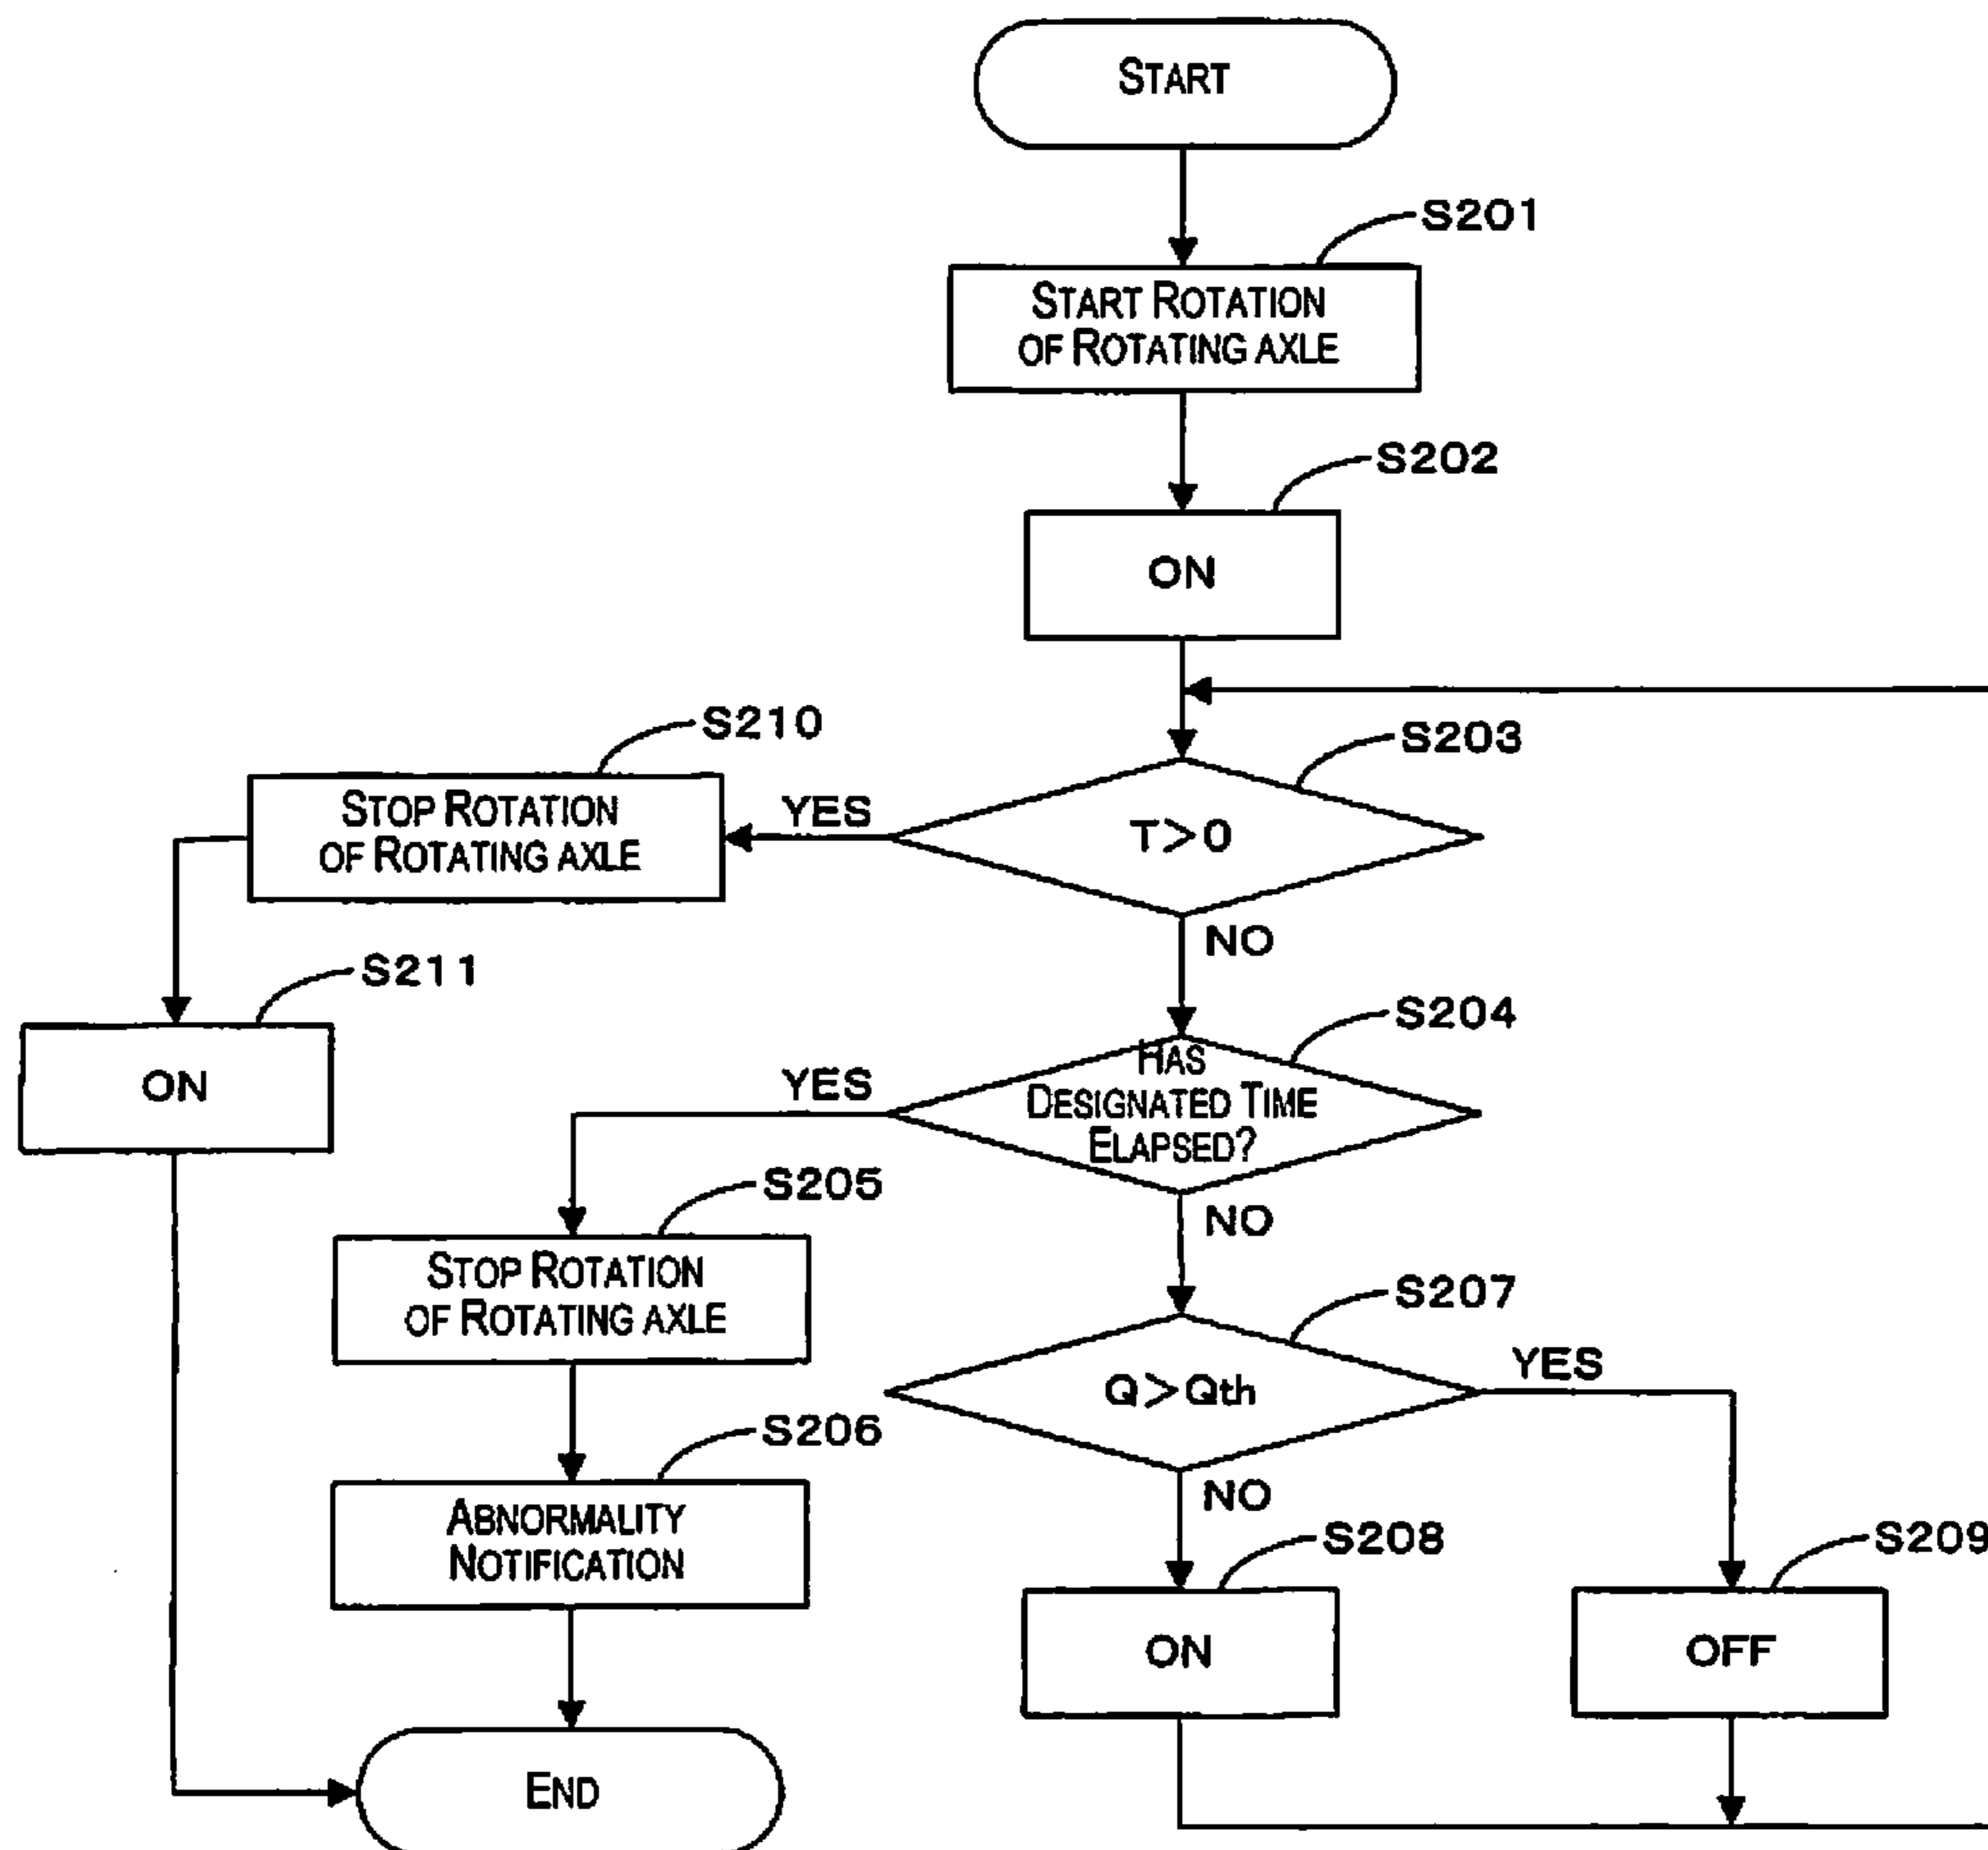 START
S201
START ROTATION
OF ROTATING AXLE
S202
ON
S203
T>0
YES
NO
S210
STOP ROTATION
OF ROTATING AXLE
S211
ON
S204
HAS
DESIGNATED TIME
ELAPSED?
YES
NO
S205
STOP ROTATION
OF ROTATING AXLE
S206
ABNORMALITY
NOTIFICATION
S207
Q>Qth
YES
NO
S208
ON
S209
OFF
END